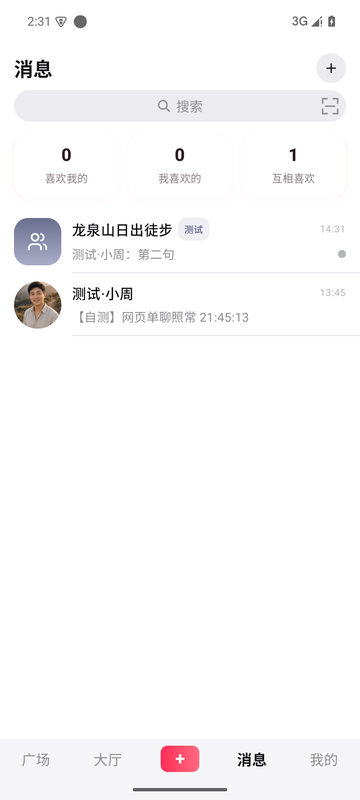 2:31
3G
消息
搜索
0
喜欢我的
0
我喜欢的
1
互相喜欢
龙泉山日出徒步 测试 14:31
测试·小周：第二句
测试·小周 13:45
【自测】网页单聊照常 21:45:13
广场
大厅
消息
我的